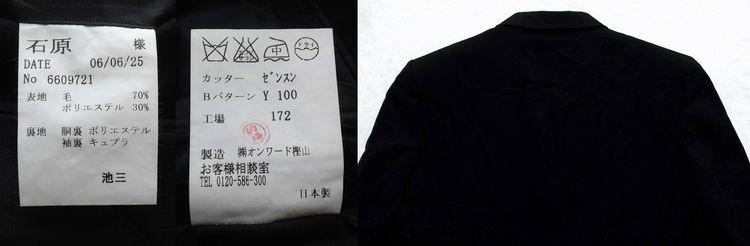 石原 様
DATE 06/06/25
No 6609721
表地 毛 70%
ポリエステル 30%
裏地 胴裏 ポリエステル
袖裏 キュプラ
池三
中 ドライ
カッター ゼンスン
Bパターン Y 100
工場 172
製造 ㈱オンワード樫山
お客様相談室
TEL 0120-586-300
日本製